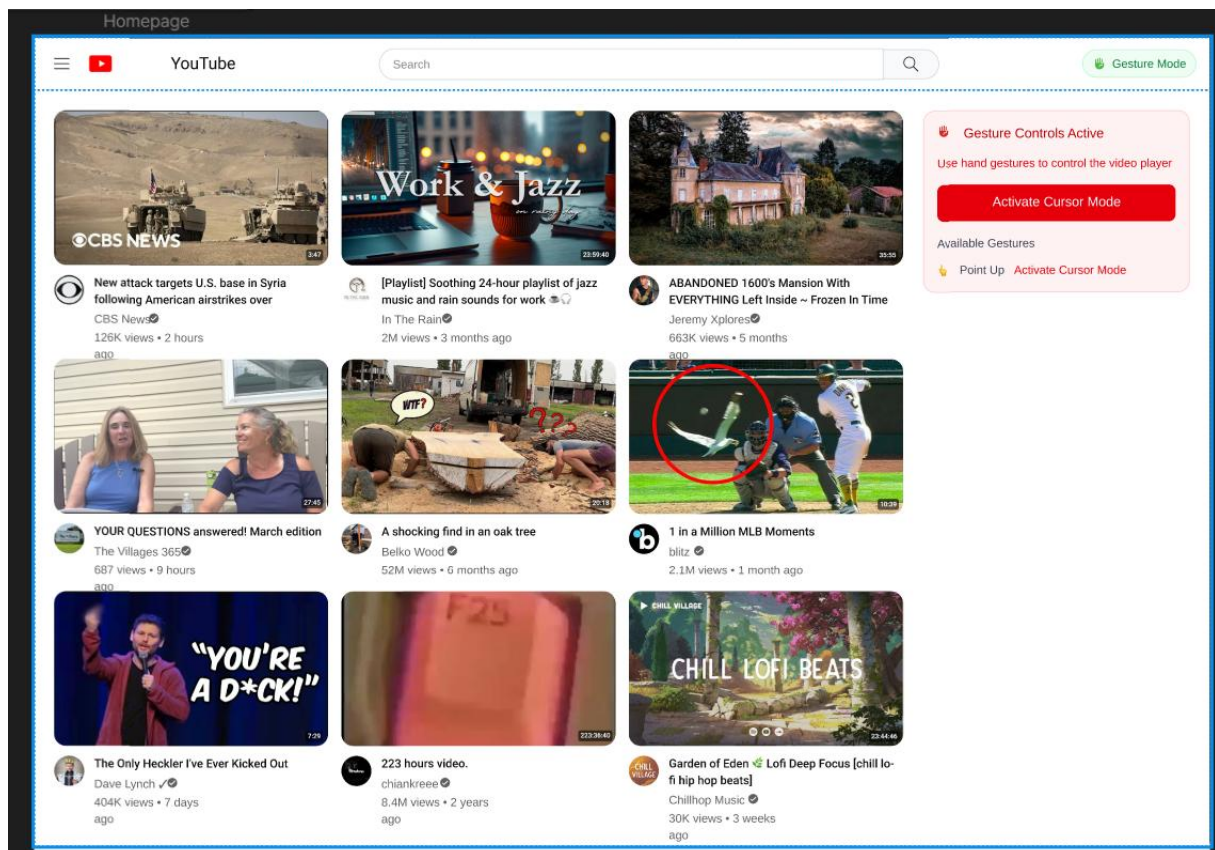 Homepage
YouTube
Search
Gesture Mode
CBS NEWS
3:47
New attack targets U.S. base in Syria
following American airstrikes over
CBS News
126K views • 2 hours
ago
Work & Jazz
on rainy day
23:59:40
[Playlist] Soothing 24-hour playlist of jazz
music and rain sounds for work ☕🎧
In The Rain
2M views • 3 months ago
35:55
ABANDONED 1600's Mansion With
EVERYTHING Left Inside ~ Frozen In Time
Jeremy Xplores
663K views • 5 months
ago
Gesture Controls Active
Use hand gestures to control the video player
Activate Cursor Mode
Available Gestures
👆 Point Up Activate Cursor Mode
27:45
YOUR QUESTIONS answered! March edition
The Villages 365
687 views • 9 hours
ago
WTF?
???
20:18
A shocking find in an oak tree
Belko Wood
52M views • 6 months ago
10:39
1 in a Million MLB Moments
blitz
2.1M views • 1 month ago
"YOU'RE
A D*CK!"
7:29
The Only Heckler I've Ever Kicked Out
Dave Lynch ✓
404K views • 7 days
ago
F25
223:36:40
223 hours video.
chiankreee
8.4M views • 2 years
ago
CHILL VILLAGE
CHILL LOFI BEATS
23:44:46
CHILL
VILLAGE
Garden of Eden 🌿 Lofi Deep Focus [chill lo-
fi hip hop beats]
Chillhop Music
30K views • 3 weeks
ago